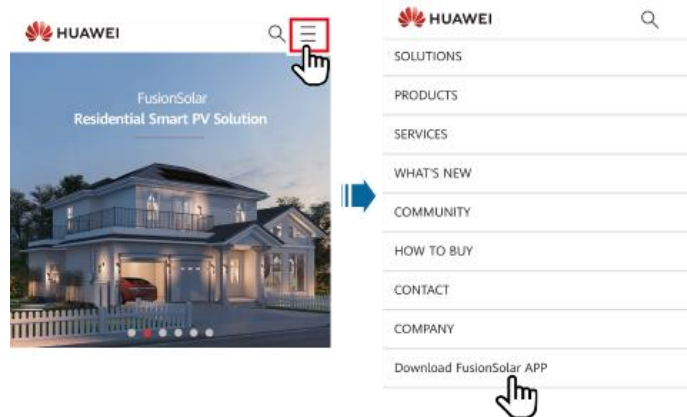 HUAWEI
FusionSolar
Residential Smart PV Solution
HUAWEI
SOLUTIONS
PRODUCTS
SERVICES
WHAT'S NEW
COMMUNITY
HOW TO BUY
CONTACT
COMPANY
Download FusionSolar APP